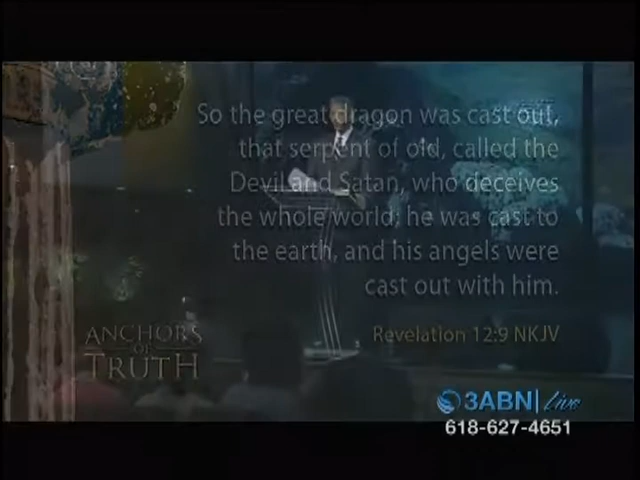 So the great dragon was cast out,
that serpent of old, called the
Devil and Satan, who deceives
the whole world; he was cast to
the earth, and his angels were
cast out with him.
Revelation 12:9 NKJV
ANCHORS
OF
TRUTH
3ABN Live
618-627-4651